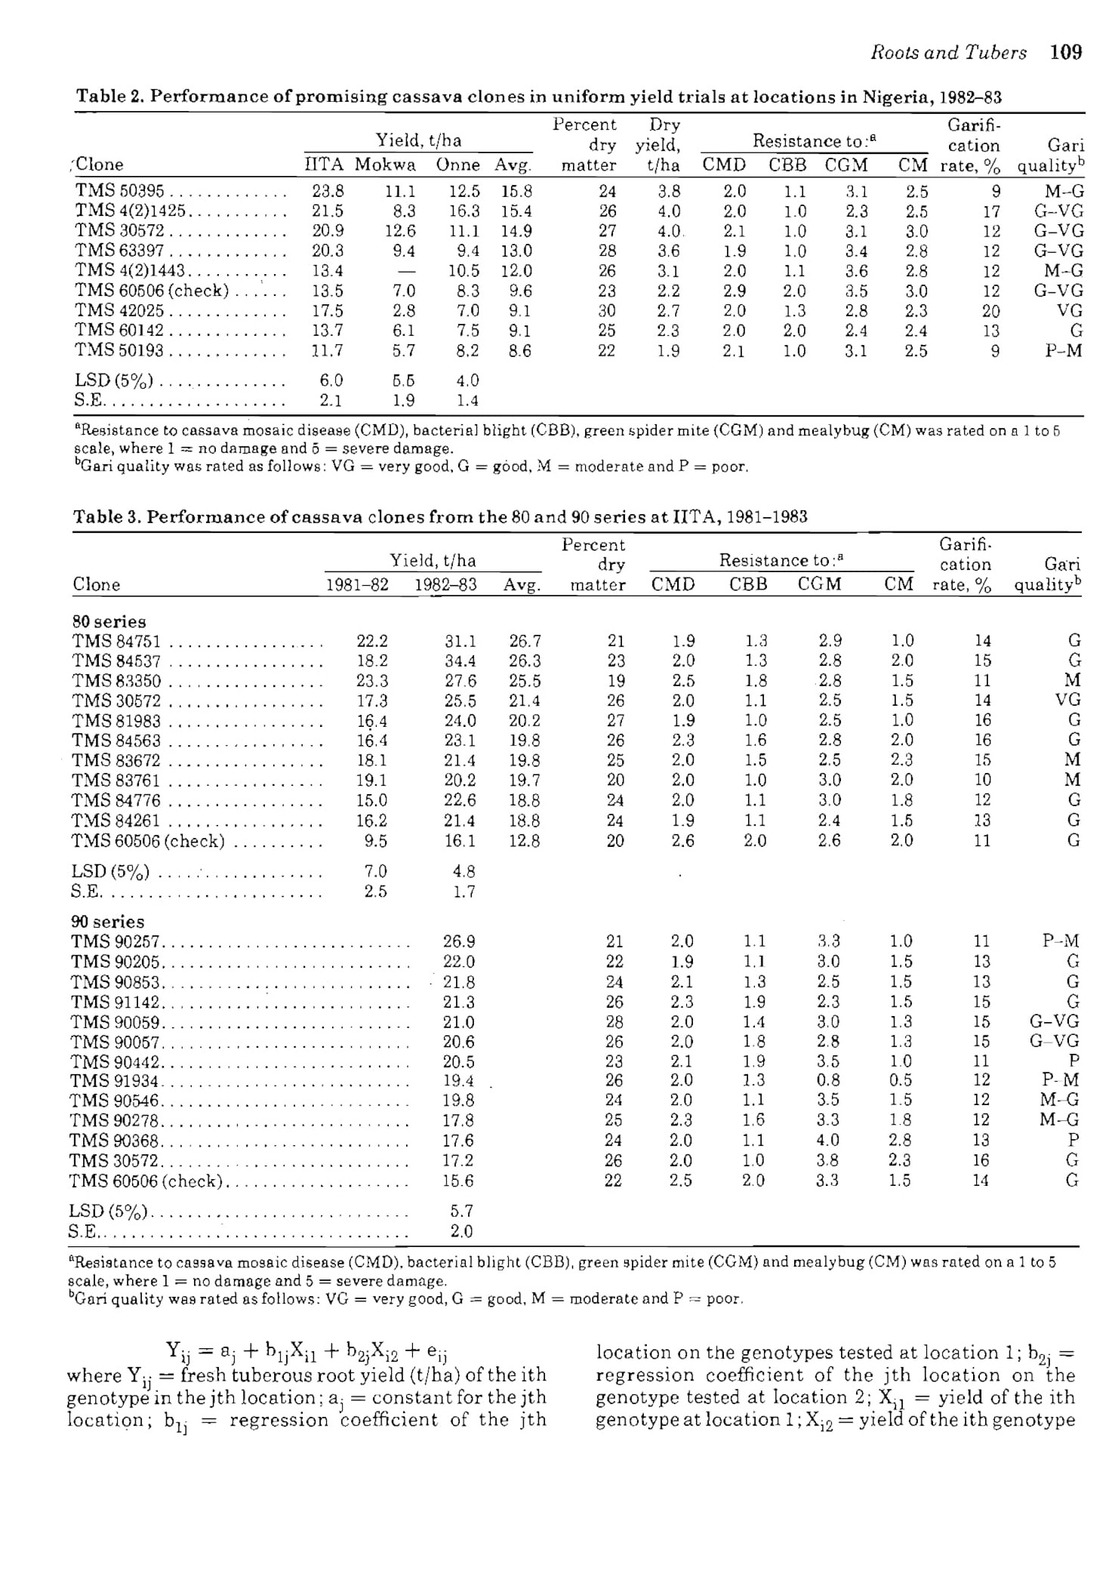 Roots and Tubers 109
Table 2. Performance of promising cassava clones in uniform yield trials at locations in Nigeria, 1982–83
Percent Dry Garifi-
Yield, t/ha dry yield, Resistance to:ᵃ cation Gari
Clone IITA Mokwa Onne Avg. matter t/ha CMD CBB CGM CM rate, % qualityᵇ
TMS 50395 ............ 23.8 11.1 12.5 15.8 24 3.8 2.0 1.1 3.1 2.5 9 M–G
TMS 4(2)1425........... 21.5 8.3 16.3 15.4 26 4.0 2.0 1.0 2.3 2.5 17 G–VG
TMS 30572............. 20.9 12.6 11.1 14.9 27 4.0 2.1 1.0 3.1 3.0 12 G–VG
TMS 63397............. 20.3 9.4 9.4 13.0 28 3.6 1.9 1.0 3.4 2.8 12 G–VG
TMS 4(2)1443........... 13.4 — 10.5 12.0 26 3.1 2.0 1.1 3.6 2.8 12 M–G
TMS 60506 (check) ...... 13.5 7.0 8.3 9.6 23 2.2 2.9 2.0 3.5 3.0 12 G–VG
TMS 42025............. 17.5 2.8 7.0 9.1 30 2.7 2.0 1.3 2.8 2.3 20 VG
TMS 60142............. 13.7 6.1 7.5 9.1 25 2.3 2.0 2.0 2.4 2.4 13 G
TMS 50193............. 11.7 5.7 8.2 8.6 22 1.9 2.1 1.0 3.1 2.5 9 P–M
LSD (5%) .............. 6.0 5.5 4.0
S.E.................... 2.1 1.9 1.4
ᵃResistance to cassava mosaic disease (CMD), bacterial blight (CBB), green spider mite (CGM) and mealybug (CM) was rated on a 1 to 5
scale, where 1 = no damage and 5 = severe damage.
ᵇGari quality was rated as follows: VG = very good, G = good, M = moderate and P = poor.
Table 3. Performance of cassava clones from the 80 and 90 series at IITA, 1981–1983
Percent Garifi-
Yield, t/ha dry Resistance to:ᵃ cation Gari
Clone 1981–82 1982–83 Avg. matter CMD CBB CGM CM rate, % qualityᵇ
80 series
TMS 84751 ................. 22.2 31.1 26.7 21 1.9 1.3 2.9 1.0 14 G
TMS 84537 ................. 18.2 34.4 26.3 23 2.0 1.3 2.8 2.0 15 G
TMS 83350 ................. 23.3 27.6 25.5 19 2.5 1.8 2.8 1.5 11 M
TMS 30572 ................. 17.3 25.5 21.4 26 2.0 1.1 2.5 1.5 14 VG
TMS 81983 ................. 16.4 24.0 20.2 27 1.9 1.0 2.5 1.0 16 G
TMS 84563 ................. 16.4 23.1 19.8 26 2.3 1.6 2.8 2.0 16 G
TMS 83672 ................. 18.1 21.4 19.8 25 2.0 1.5 2.5 2.3 15 M
TMS 83761 ................. 19.1 20.2 19.7 20 2.0 1.0 3.0 2.0 10 M
TMS 84776 ................. 15.0 22.6 18.8 24 2.0 1.1 3.0 1.8 12 G
TMS 84261 ................. 16.2 21.4 18.8 24 1.9 1.1 2.4 1.5 13 G
TMS 60506 (check) .......... 9.5 16.1 12.8 20 2.6 2.0 2.6 2.0 11 G
LSD (5%) .................. 7.0 4.8
S.E. ........................ 2.5 1.7
90 series
TMS 90257........................... 26.9 21 2.0 1.1 3.3 1.0 11 P–M
TMS 90205........................... 22.0 22 1.9 1.1 3.0 1.5 13 G
TMS 90853........................... 21.8 24 2.1 1.3 2.5 1.5 13 G
TMS 91142........................... 21.3 26 2.3 1.9 2.3 1.5 15 G
TMS 90059........................... 21.0 28 2.0 1.4 3.0 1.3 15 G–VG
TMS 90057........................... 20.6 26 2.0 1.8 2.8 1.3 15 G–VG
TMS 90442........................... 20.5 23 2.1 1.9 3.5 1.0 11 P
TMS 91934........................... 19.4 26 2.0 1.3 0.8 0.5 12 P–M
TMS 90546........................... 19.8 24 2.0 1.1 3.5 1.5 12 M–G
TMS 90278........................... 17.8 25 2.3 1.6 3.3 1.8 12 M–G
TMS 90368........................... 17.6 24 2.0 1.1 4.0 2.8 13 P
TMS 30572........................... 17.2 26 2.0 1.0 3.8 2.3 16 G
TMS 60506 (check).................... 15.6 22 2.5 2.0 3.3 1.5 14 G
LSD (5%)............................ 5.7
S.E.................................. 2.0
ᵃResistance to cassava mosaic disease (CMD), bacterial blight (CBB), green spider mite (CGM) and mealybug (CM) was rated on a 1 to 5
scale, where 1 = no damage and 5 = severe damage.
ᵇGari quality was rated as follows: VG = very good, G = good, M = moderate and P = poor.
Yij = aj + b1jXi1 + b2jXi2 + eij
where Yij = fresh tuberous root yield (t/ha) of the ith
genotype in the jth location; aj = constant for the jth
location; b1j = regression coefficient of the jth
location on the genotypes tested at location 1; b2j =
regression coefficient of the jth location on the
genotype tested at location 2; Xi1 = yield of the ith
genotype at location 1; Xi2 = yield of the ith genotype